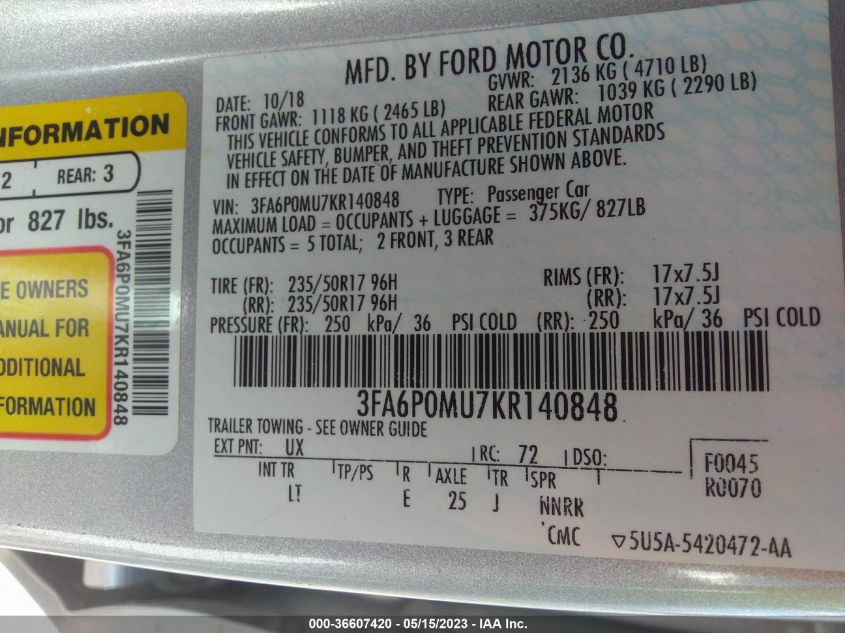 NFORMATION
2 REAR: 3
or 827 lbs.
3FA6P0MU7KR140848
E OWNERS
ANUAL FOR
DDITIONAL
FORMATION
MFD. BY FORD MOTOR CO.
DATE: 10/18 GVWR: 2136 KG ( 4710 LB)
FRONT GAWR: 1118 KG ( 2465 LB) REAR GAWR: 1039 KG ( 2290 LB)
THIS VEHICLE CONFORMS TO ALL APPLICABLE FEDERAL MOTOR
VEHICLE SAFETY, BUMPER, AND THEFT PREVENTION STANDARDS
IN EFFECT ON THE DATE OF MANUFACTURE SHOWN ABOVE.
VIN: 3FA6P0MU7KR140848 TYPE: Passenger Car
MAXIMUM LOAD = OCCUPANTS + LUGGAGE = 375KG/ 827LB
OCCUPANTS = 5 TOTAL; 2 FRONT, 3 REAR
TIRE (FR): 235/50R17 96H RIMS (FR): 17x7.5J
(RR): 235/50R17 96H (RR): 17x7.5J
PRESSURE (FR): 250 kPa/ 36 PSI COLD (RR): 250 kPa/ 36 PSI COLD
3FA6P0MU7KR140848
TRAILER TOWING - SEE OWNER GUIDE
EXT PNT: UX RC: 72 DSO: F0045
INT TR TP/PS R AXLE TR SPR R0070
LT E 25 J NNRR
CMC 5U5A-5420472-AA
000-36607420 - 05/15/2023 - IAA Inc.